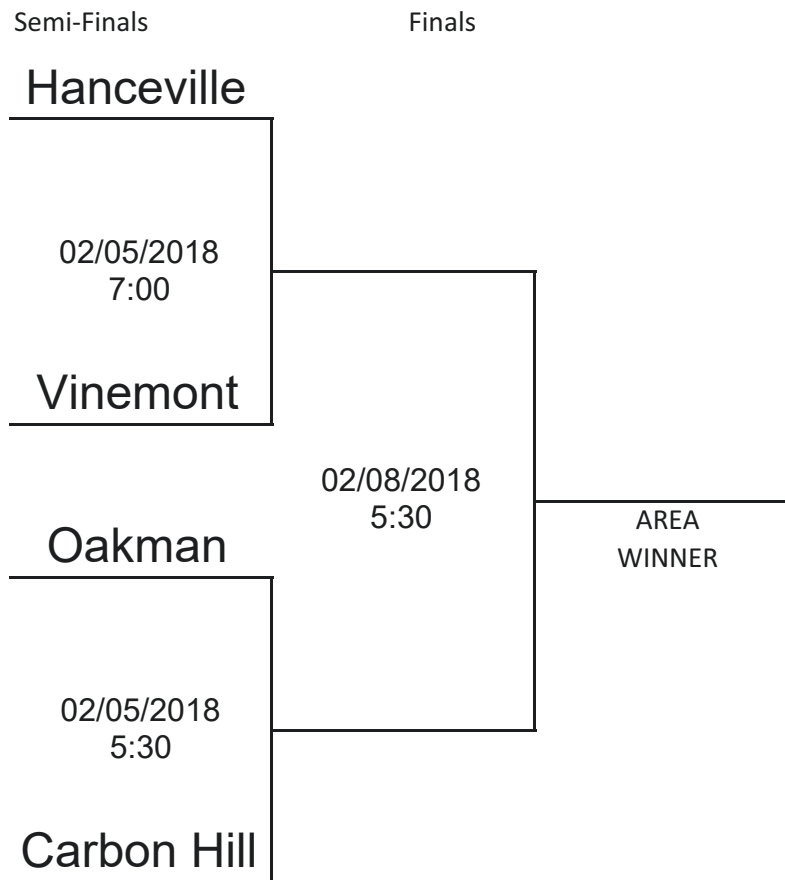 Semi-Finals
Finals
Hanceville
02/05/2018
7:00
Vinemont
02/08/2018
5:30
AREA
WINNER
Oakman
02/05/2018
5:30
Carbon Hill